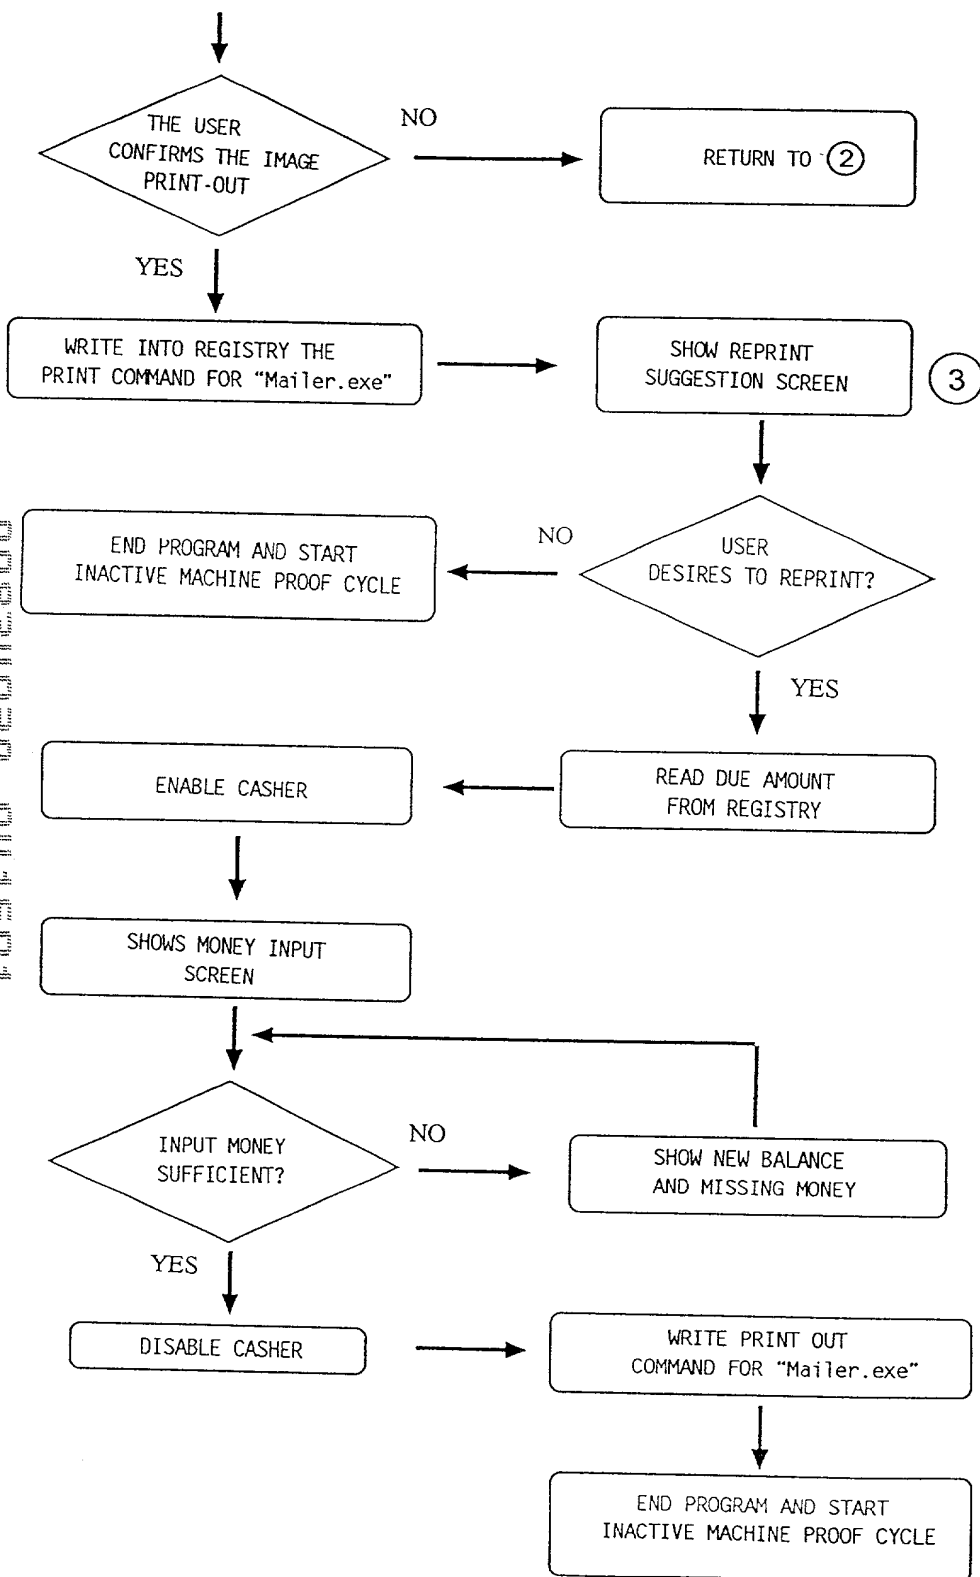 THE USER
CONFIRMS THE IMAGE
PRINT-OUT
NO
RETURN TO 2
YES
WRITE INTO REGISTRY THE
PRINT COMMAND FOR "Mailer.exe"
SHOW REPRINT
SUGGESTION SCREEN
3
USER
DESIRES TO REPRINT?
NO
END PROGRAM AND START
INACTIVE MACHINE PROOF CYCLE
YES
READ DUE AMOUNT
FROM REGISTRY
ENABLE CASHER
SHOWS MONEY INPUT
SCREEN
INPUT MONEY
SUFFICIENT?
NO
SHOW NEW BALANCE
AND MISSING MONEY
YES
DISABLE CASHER
WRITE PRINT OUT
COMMAND FOR "Mailer.exe"
END PROGRAM AND START
INACTIVE MACHINE PROOF CYCLE